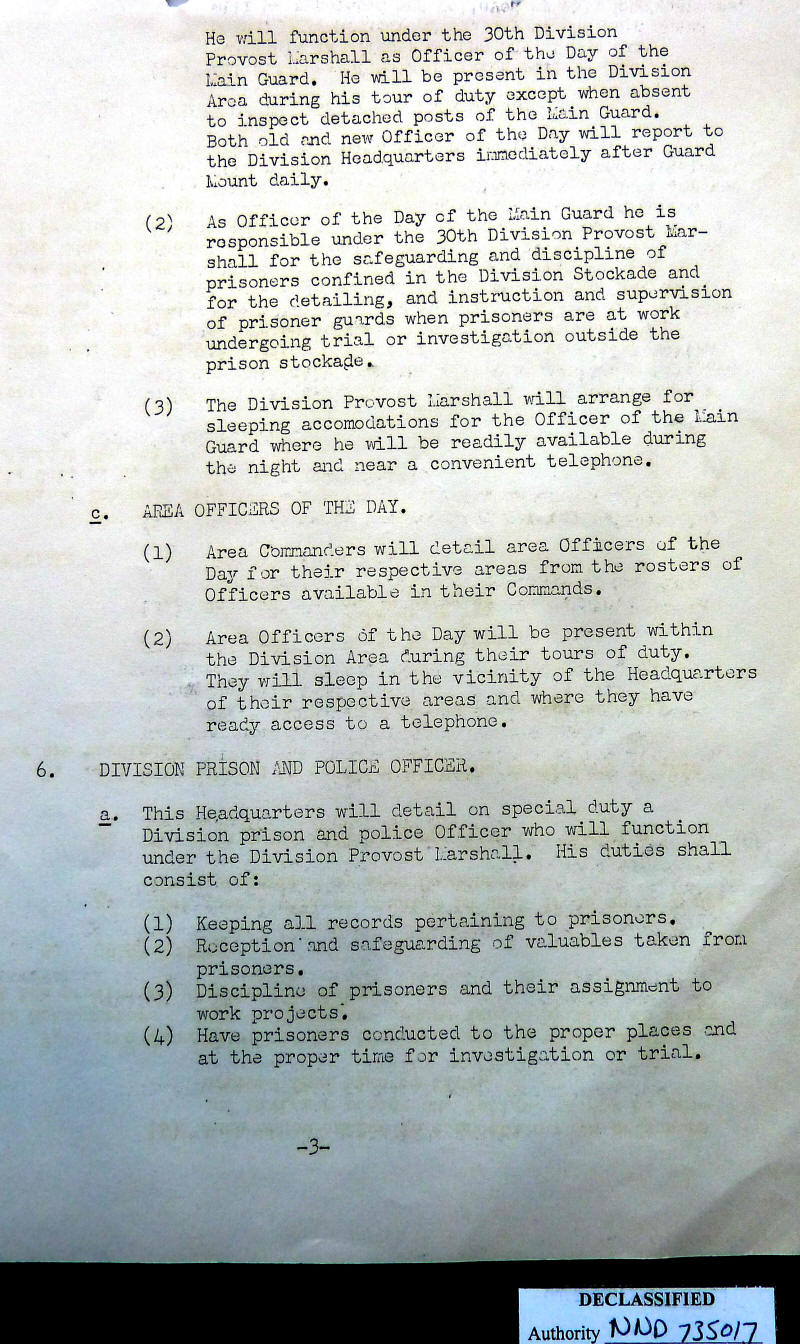 He will function under the 30th Division
Provost Marshall as Officer of the Day of the
Main Guard. He will be present in the Division
Area during his tour of duty except when absent
to inspect detached posts of the Main Guard.
Both old and new Officer of the Day will report to
the Division Headquarters immediately after Guard
Mount daily.
(2) As Officer of the Day of the Main Guard he is
responsible under the 30th Division Provost Mar-
shall for the safeguarding and discipline of
prisoners confined in the Division Stockade and
for the detailing, and instruction and supervision
of prisoner guards when prisoners are at work
undergoing trial or investigation outside the
prison stockade.
(3) The Division Provost Marshall will arrange for
sleeping accomodations for the Officer of the Main
Guard where he will be readily available during
the night and near a convenient telephone.
c. AREA OFFICERS OF THE DAY.
(1) Area Commanders will detail area Officers of the
Day for their respective areas from the rosters of
Officers available in their Commands.
(2) Area Officers of the Day will be present within
the Division Area during their tours of duty.
They will sleep in the vicinity of the Headquarters
of their respective areas and where they have
ready access to a telephone.
6. DIVISION PRISON AND POLICE OFFICER.
a. This Headquarters will detail on special duty a
Division prison and police Officer who will function
under the Division Provost Marshall. His duties shall
consist of:
(1) Keeping all records pertaining to prisoners.
(2) Reception and safeguarding of valuables taken from
prisoners.
(3) Discipline of prisoners and their assignment to
work projects.
(4) Have prisoners conducted to the proper places and
at the proper time for investigation or trial.
-3-
DECLASSIFIED
Authority NND 735017